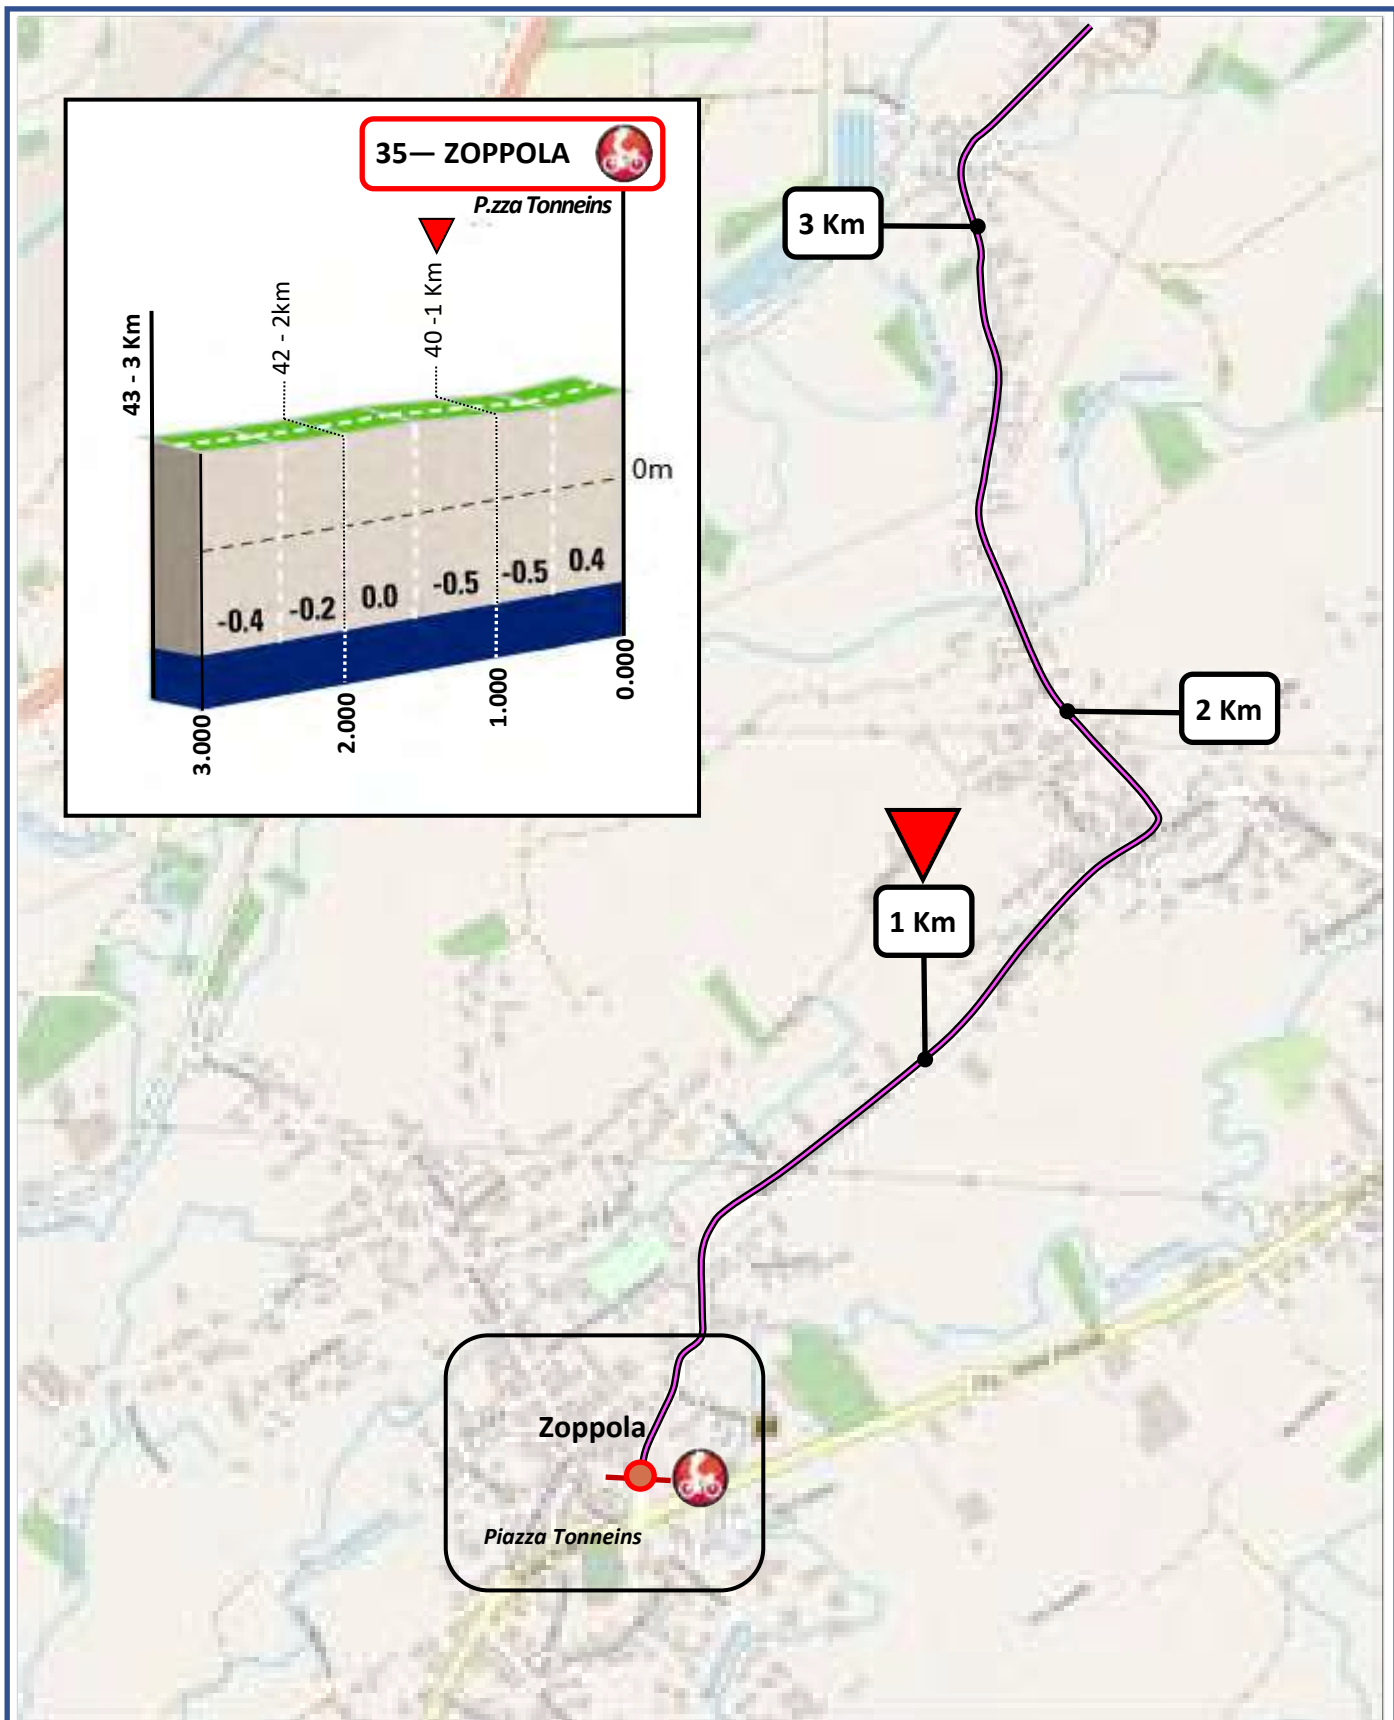 35— ZOPPOLA
P.zza Tonneins
43 - 3 Km
42 - 2km
40 -1 Km
0m
-0.4
-0.2
0.0
-0.5
-0.5
0.4
3.000
2.000
1.000
0.000
3 Km
2 Km
1 Km
Zoppola
Piazza Tonneins